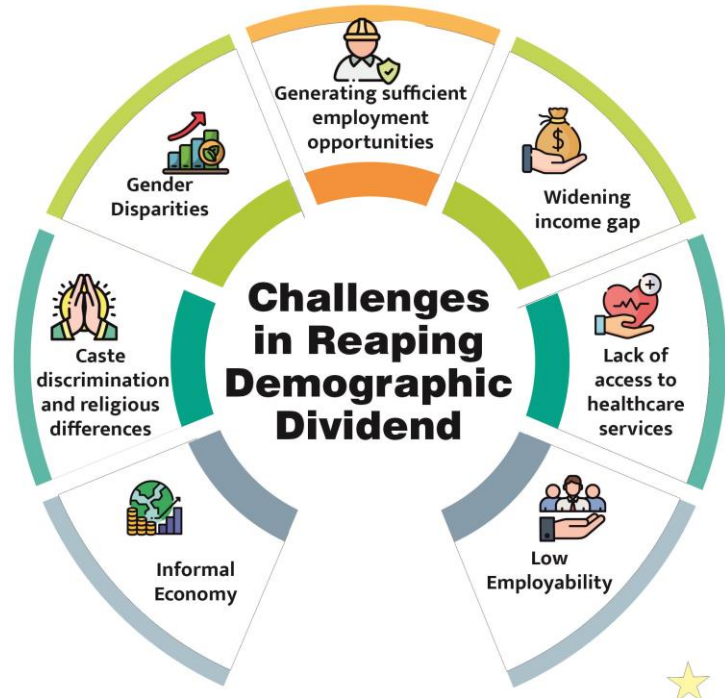 Challenges
in Reaping
Demographic
Dividend
Informal
Economy
Caste
discrimination
and religious
differences
Gender
Disparities
Generating sufficient
employment
opportunities
Widening
income gap
Lack of
access to
healthcare
services
Low
Employability